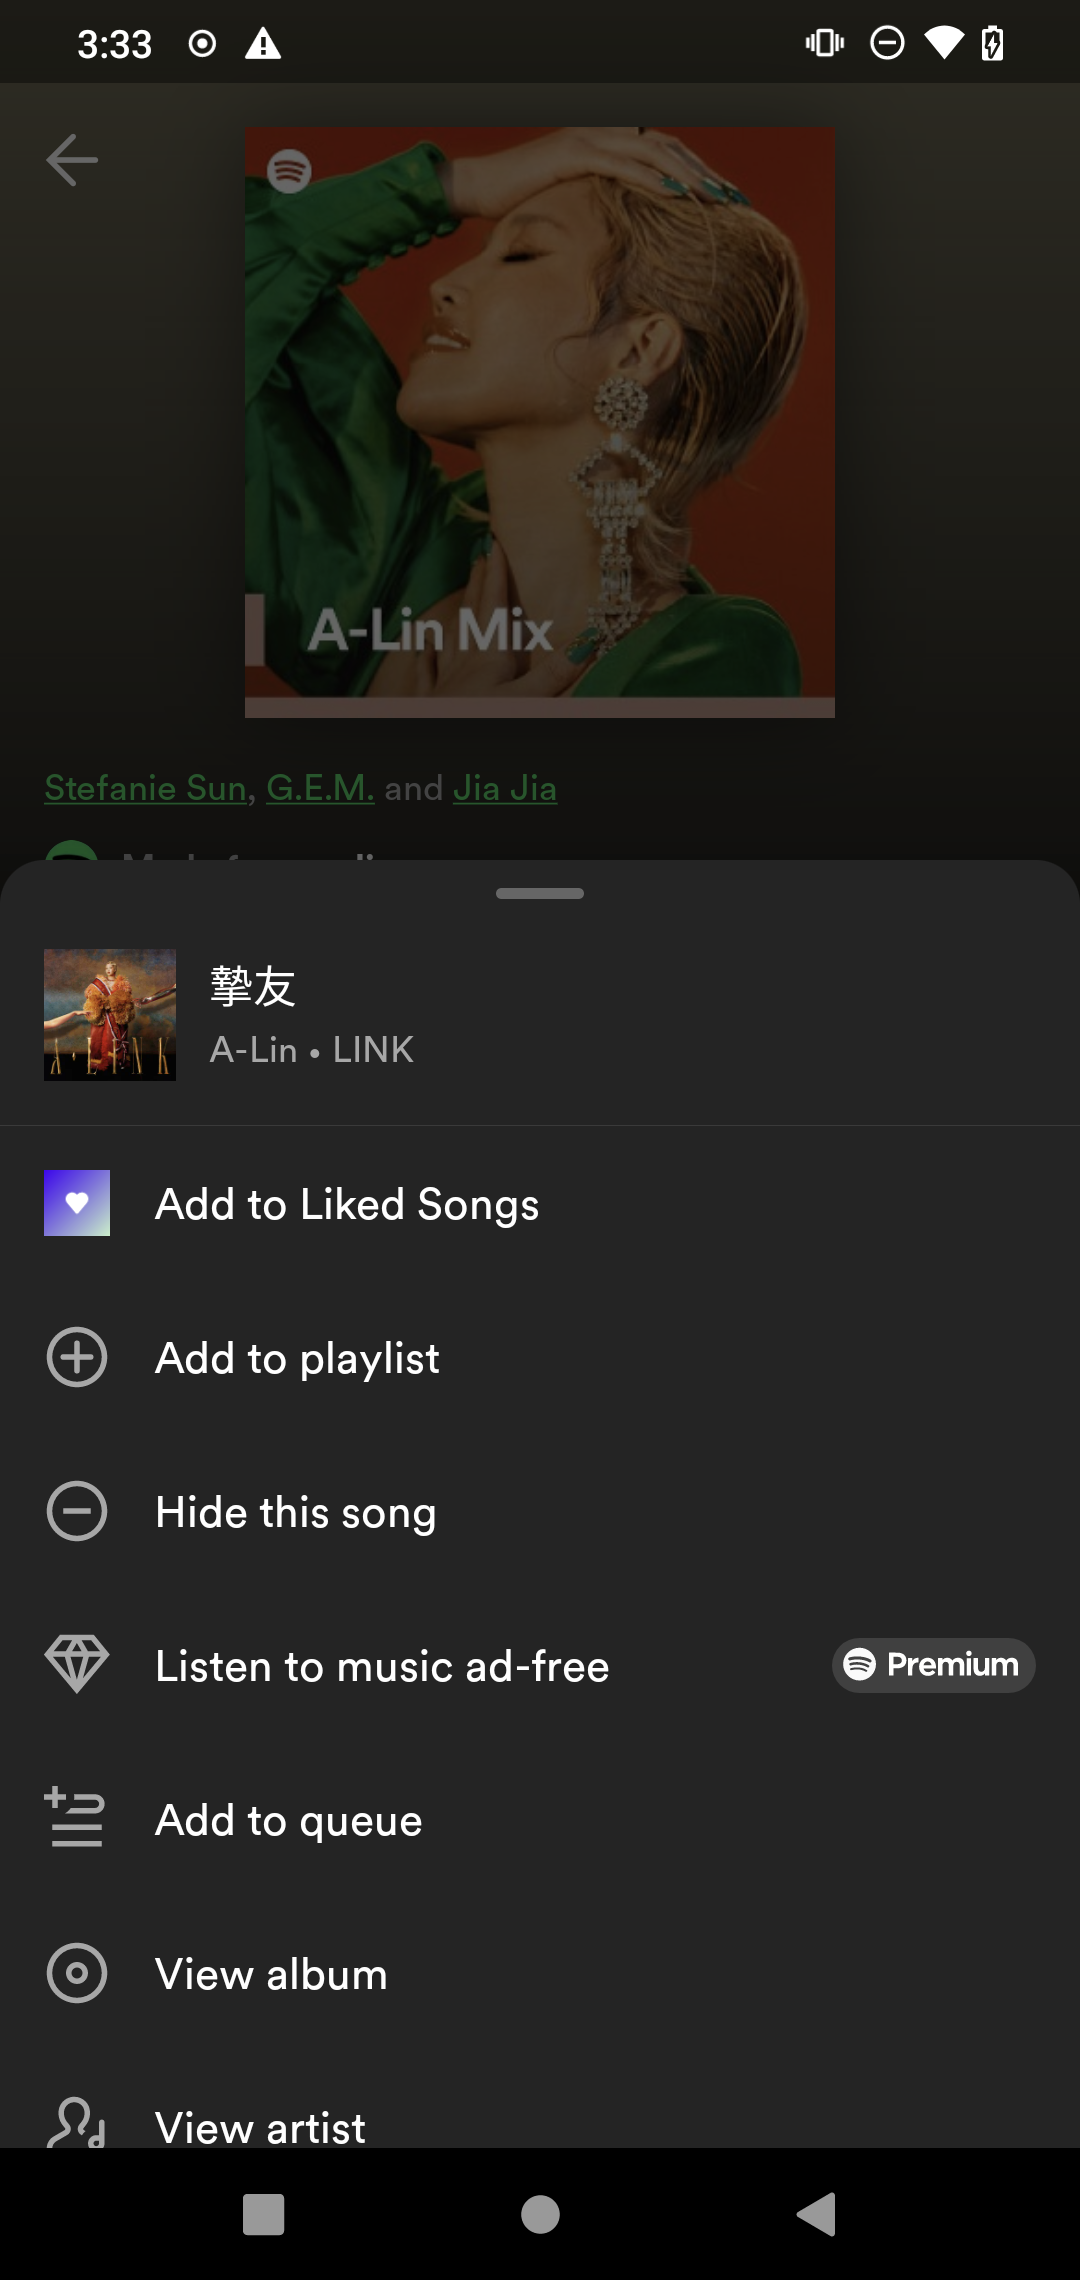 3:33
A-Lin Mix
Stefanie Sun, G.E.M. and Jia Jia
摯友
A-Lin • LINK
A LINK
Add to Liked Songs
Add to playlist
Hide this song
Listen to music ad-free
Premium
Add to queue
View album
View artist